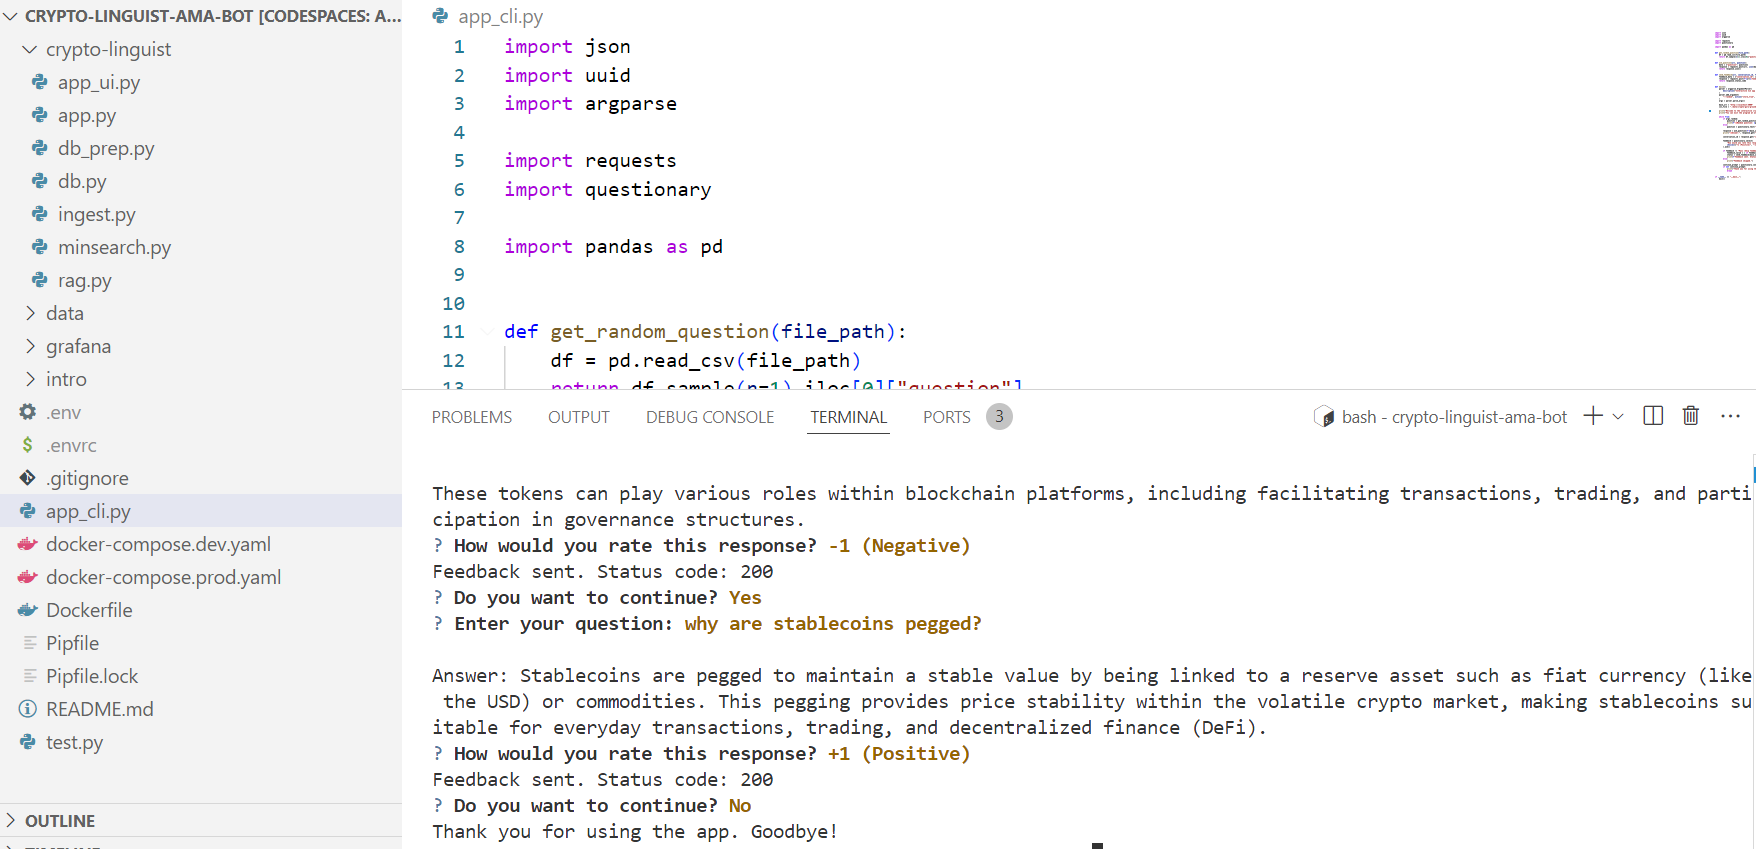 CRYPTO-LINGUIST-AMA-BOT [CODESPACES: A...
crypto-linguist
app_ui.py
app.py
db_prep.py
db.py
ingest.py
minsearch.py
rag.py
data
grafana
intro
.env
$ .envrc
.gitignore
app_cli.py
docker-compose.dev.yaml
docker-compose.prod.yaml
Dockerfile
Pipfile
Pipfile.lock
README.md
test.py
OUTLINE
TIMELINE
app_cli.py
1 import json
2 import uuid
3 import argparse
4
5 import requests
6 import questionary
7
8 import pandas as pd
9
10
11 def get_random_question(file_path):
12 df = pd.read_csv(file_path)
13 return df.sample(n=1).iloc[0]["question"]
PROBLEMS OUTPUT DEBUG CONSOLE TERMINAL PORTS 3
bash - crypto-linguist-ama-bot
These tokens can play various roles within blockchain platforms, including facilitating transactions, trading, and parti
cipation in governance structures.
? How would you rate this response? -1 (Negative)
Feedback sent. Status code: 200
? Do you want to continue? Yes
? Enter your question: why are stablecoins pegged?
Answer: Stablecoins are pegged to maintain a stable value by being linked to a reserve asset such as fiat currency (like
the USD) or commodities. This pegging provides price stability within the volatile crypto market, making stablecoins su
itable for everyday transactions, trading, and decentralized finance (DeFi).
? How would you rate this response? +1 (Positive)
Feedback sent. Status code: 200
? Do you want to continue? No
Thank you for using the app. Goodbye!